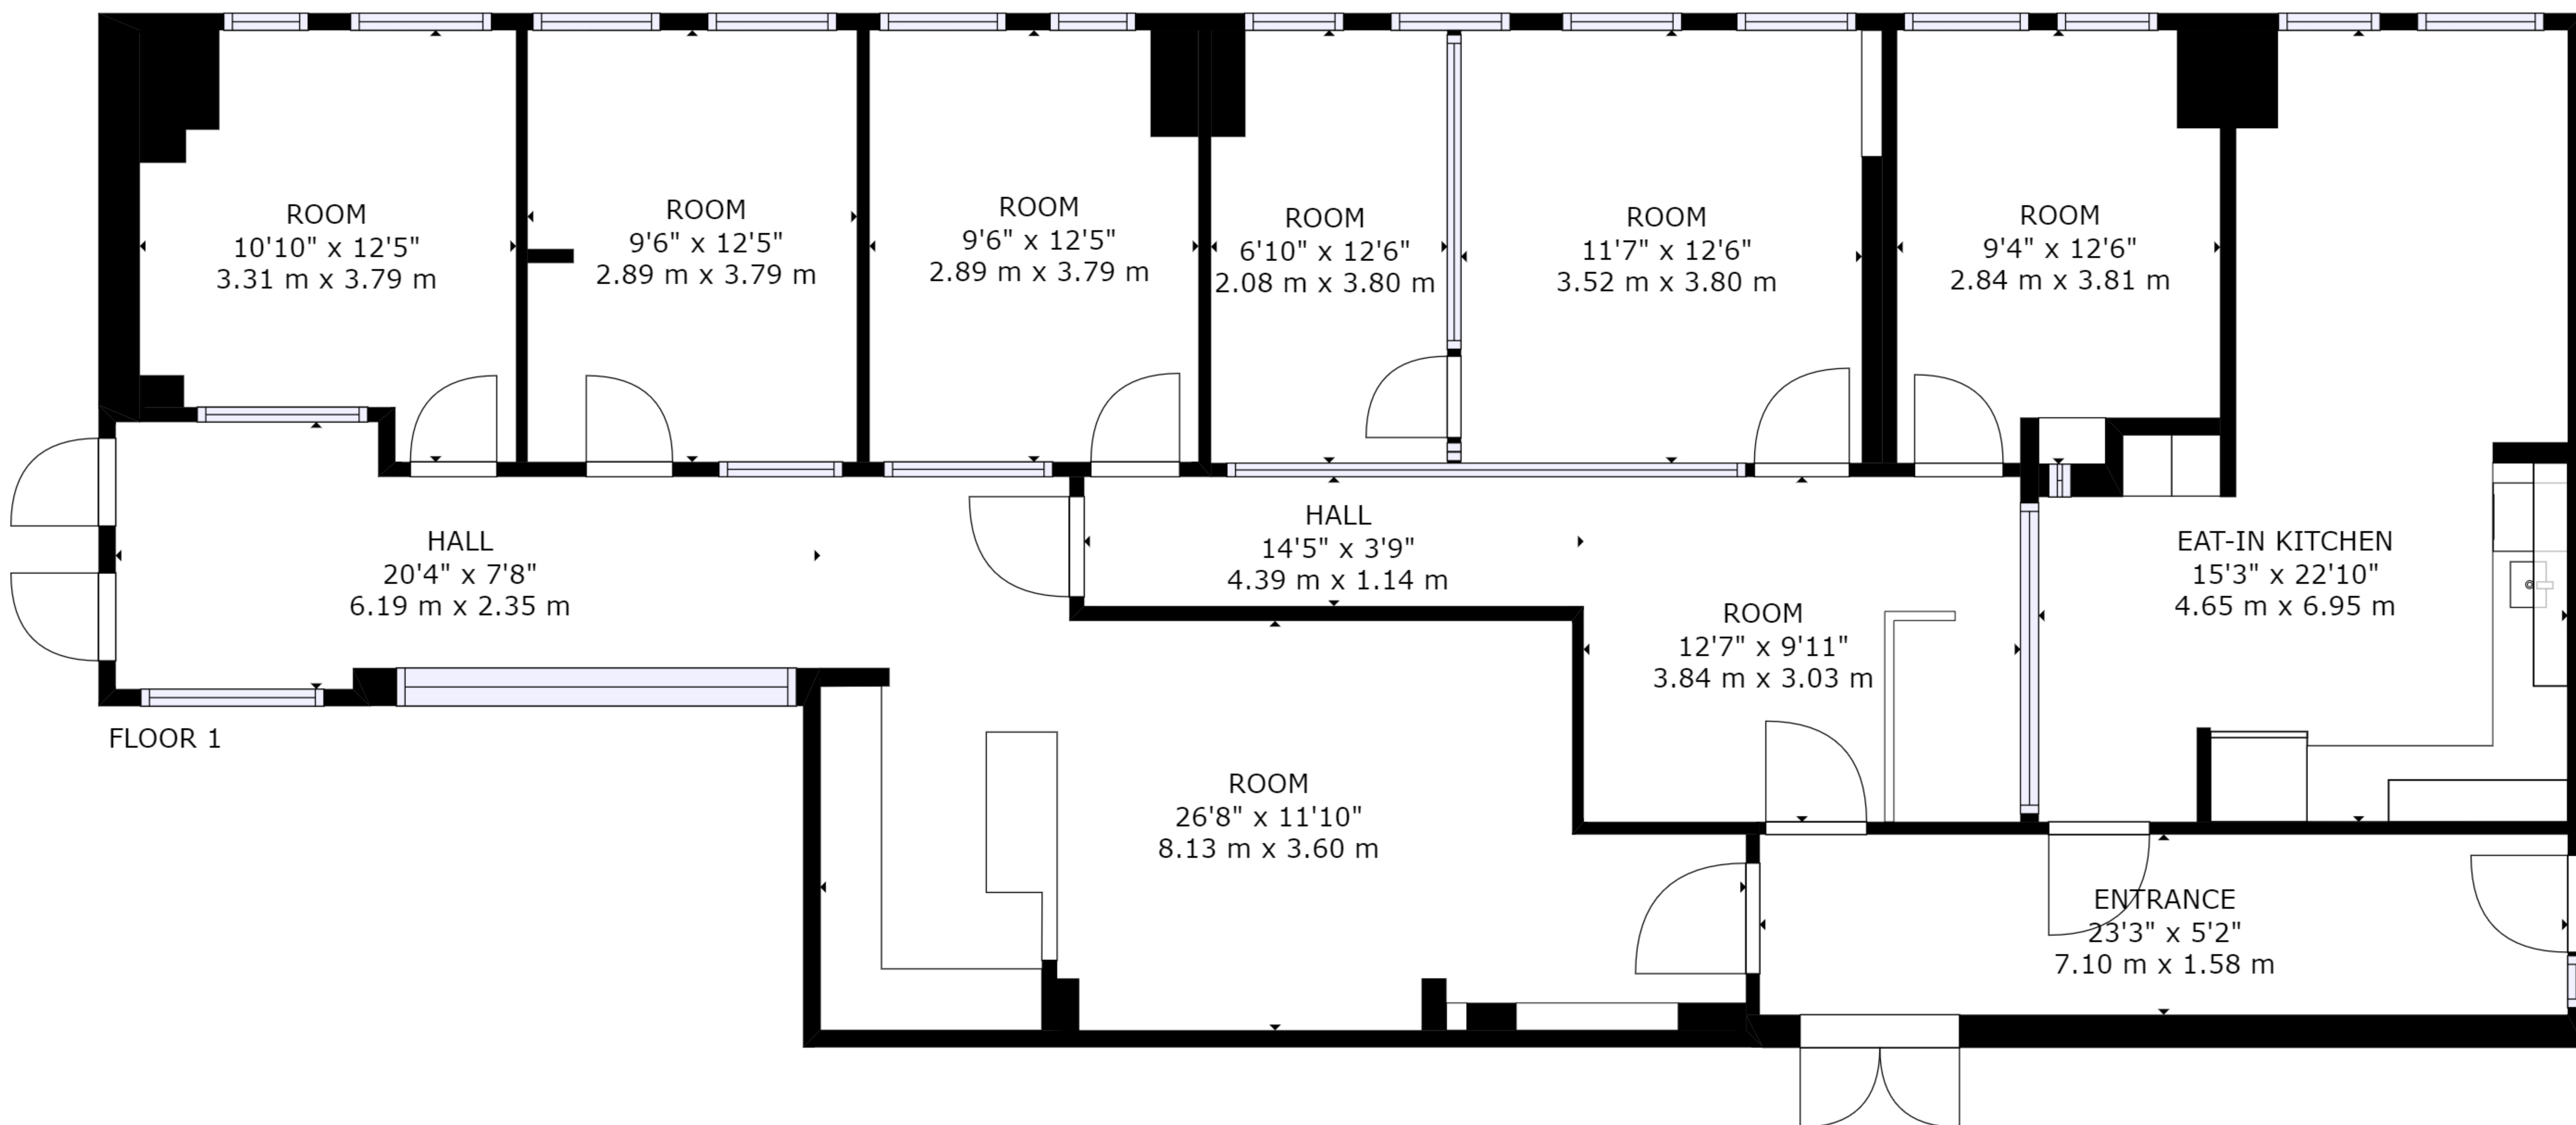 ROOM
10'10" x 12'5"
3.31 m x 3.79 m
ROOM
9'6" x 12'5"
2.89 m x 3.79 m
ROOM
9'6" x 12'5"
2.89 m x 3.79 m
ROOM
6'10" x 12'6"
2.08 m x 3.80 m
ROOM
11'7" x 12'6"
3.52 m x 3.80 m
ROOM
9'4" x 12'6"
2.84 m x 3.81 m
HALL
20'4" x 7'8"
6.19 m x 2.35 m
HALL
14'5" x 3'9"
4.39 m x 1.14 m
ROOM
12'7" x 9'11"
3.84 m x 3.03 m
EAT-IN KITCHEN
15'3" x 22'10"
4.65 m x 6.95 m
FLOOR 1
ROOM
26'8" x 11'10"
8.13 m x 3.60 m
ENTRANCE
23'3" x 5'2"
7.10 m x 1.58 m